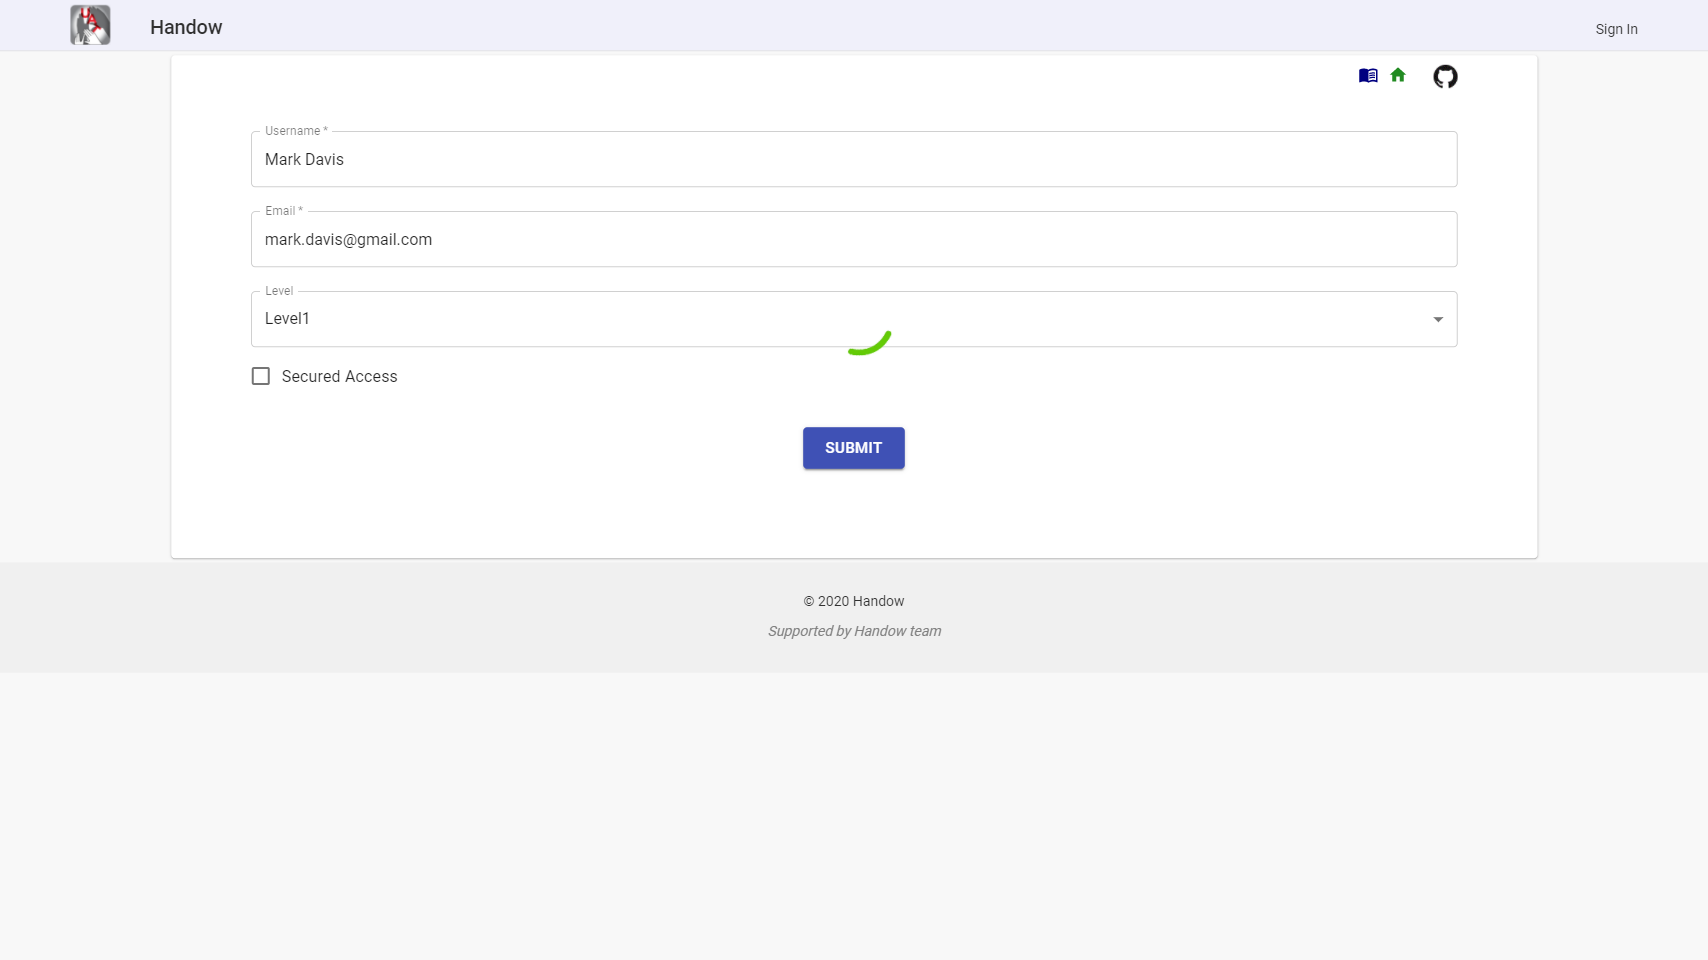 Handow
Sign In
Username *
Mark Davis
Email *
mark.davis@gmail.com
Level
Level1
Secured Access
SUBMIT
© 2020 Handow
Supported by Handow team